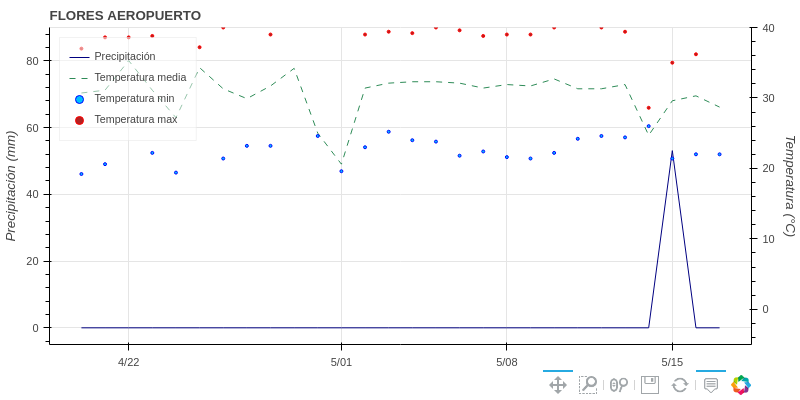 FLORES AEROPUERTO
Precipitación
Temperatura media
Temperatura min
Temperatura max
Precipitación (mm)
80
60
40
20
0
Temperatura (°C)
40
30
20
10
0
4/22
5/01
5/08
5/15